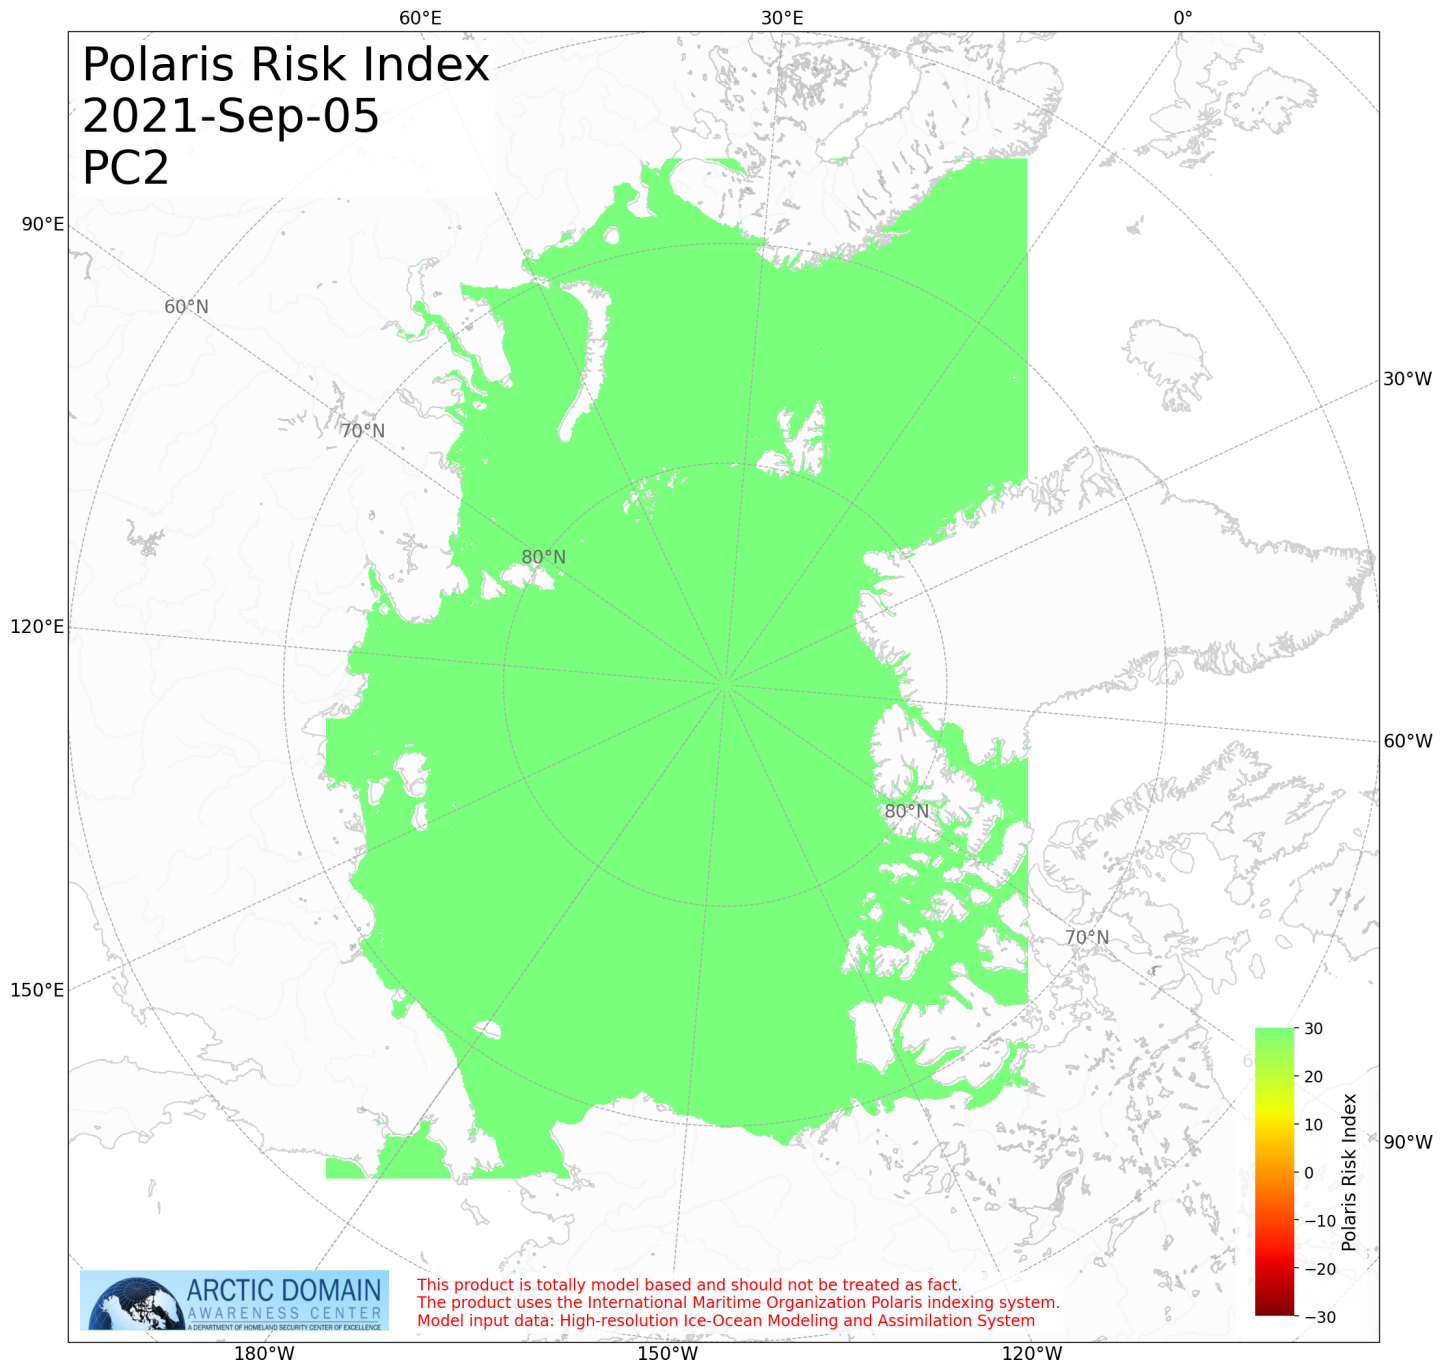 60°E
30°E
0°
Polaris Risk Index
2021-Sep-05
PC2
90°E
60°N
30°W
70°N
80°N
120°E
60°W
80°N
70°N
150°E
30
20
10
0
−10
−20
−30
Polaris Risk Index
90°W
ARCTIC DOMAIN
AWARENESS CENTER
A DEPARTMENT OF HOMELAND SECURITY CENTER OF EXCELLENCE
This product is totally model based and should not be treated as fact.
The product uses the International Maritime Organization Polaris indexing system.
Model input data: High-resolution Ice-Ocean Modeling and Assimilation System
180°W
150°W
120°W